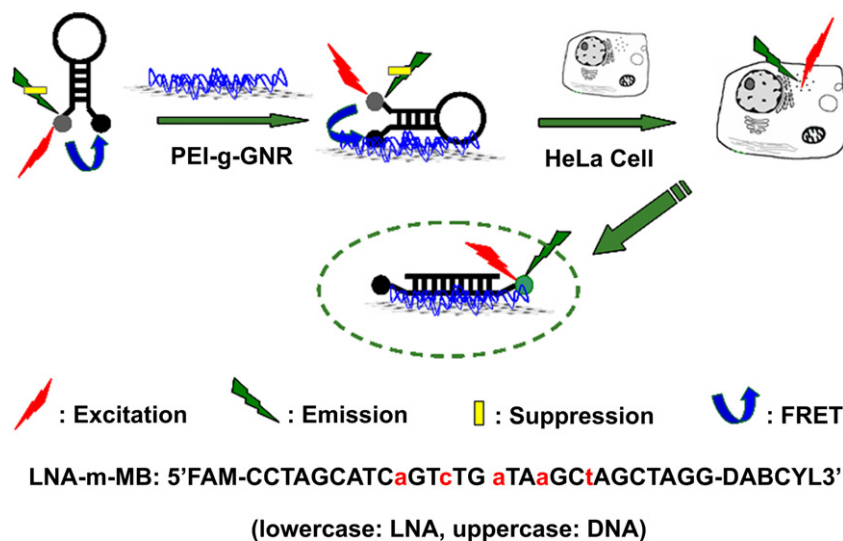 PEI-g-GNR
HeLa Cell
: Excitation
: Emission
: Suppression
: FRET
LNA-m-MB: 5’FAM-CCTAGCATCaGTcTG aTAaGCtAGCTAGG-DABCYL3’
(lowercase: LNA, uppercase: DNA)